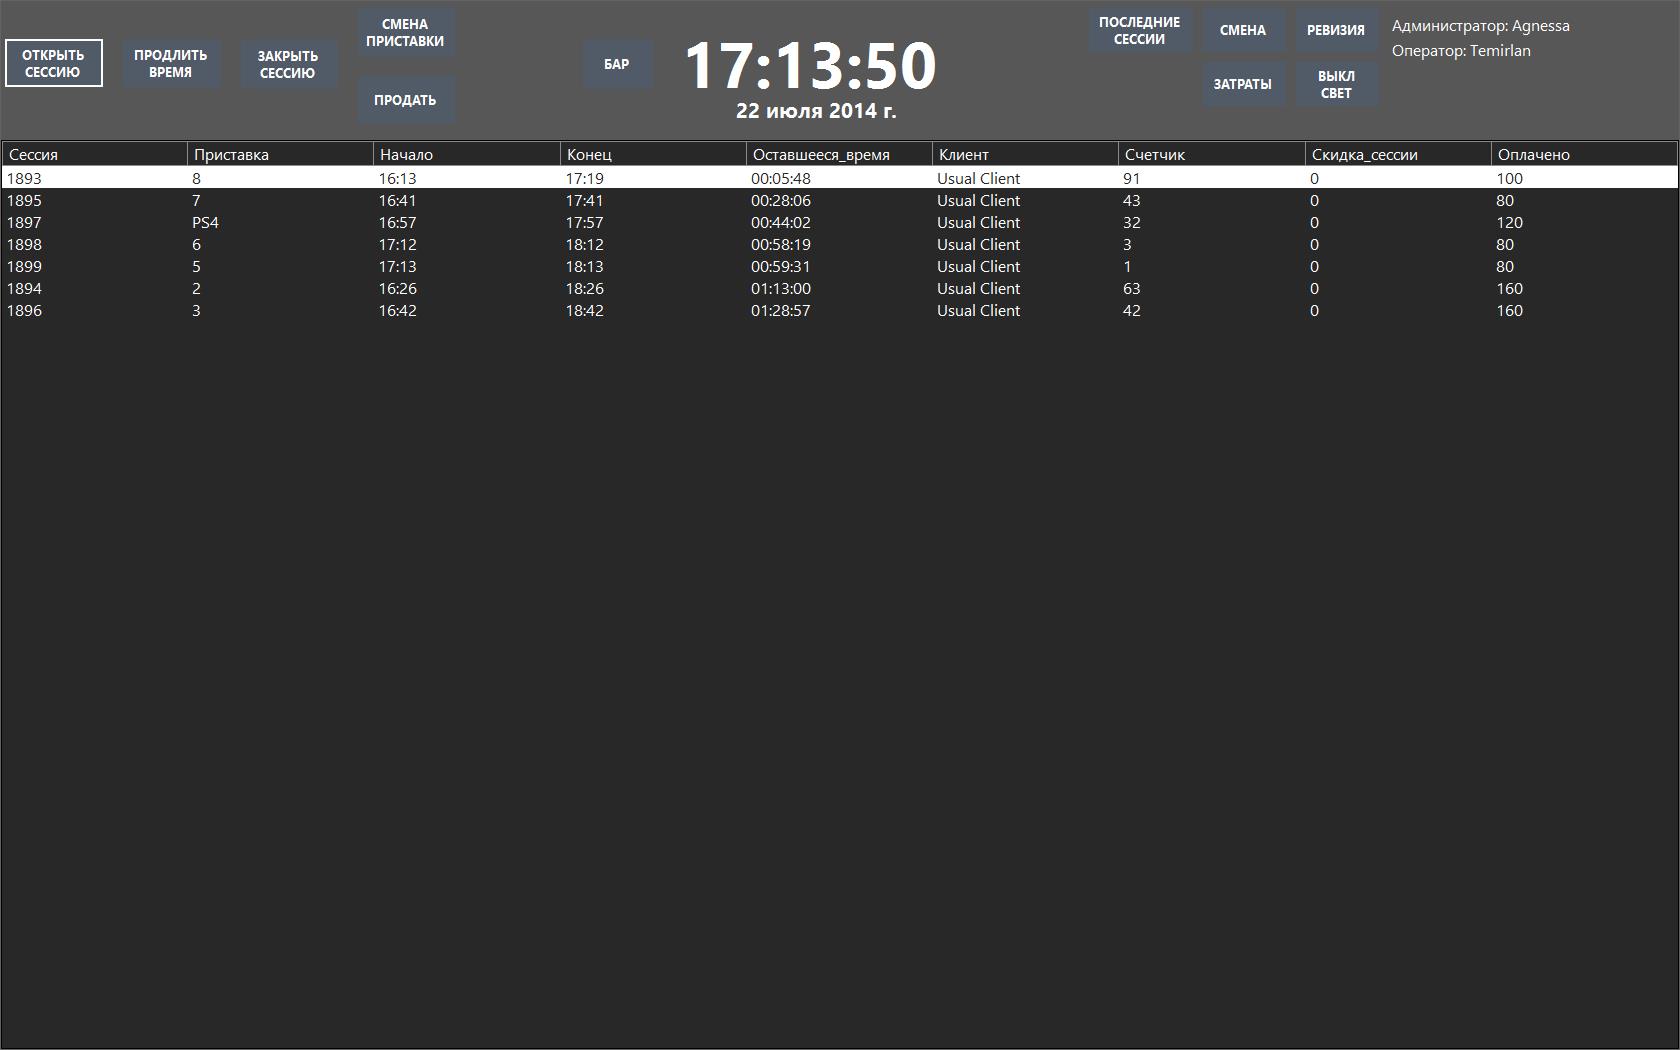 ОТКРЫТЬ
СЕССИЮ
ПРОДЛИТЬ
ВРЕМЯ
ЗАКРЫТЬ
СЕССИЮ
СМЕНА
ПРИСТАВКИ
ПРОДАТЬ
БАР
17:13:50
22 июля 2014 г.
ПОСЛЕДНИЕ
СЕССИИ
СМЕНА
РЕВИЗИЯ
ЗАТРАТЫ
ВЫКЛ
СВЕТ
Администратор: Agnessa
Оператор: Temirlan
Сессия Приставка Начало Конец Оставшееся_время Клиент Счетчик Скидка_сессии Оплачено
1893 8 16:13 17:19 00:05:48 Usual Client 91 0 100
1895 7 16:41 17:41 00:28:06 Usual Client 43 0 80
1897 PS4 16:57 17:57 00:44:02 Usual Client 32 0 120
1898 6 17:12 18:12 00:58:19 Usual Client 3 0 80
1899 5 17:13 18:13 00:59:31 Usual Client 1 0 80
1894 2 16:26 18:26 01:13:00 Usual Client 63 0 160
1896 3 16:42 18:42 01:28:57 Usual Client 42 0 160